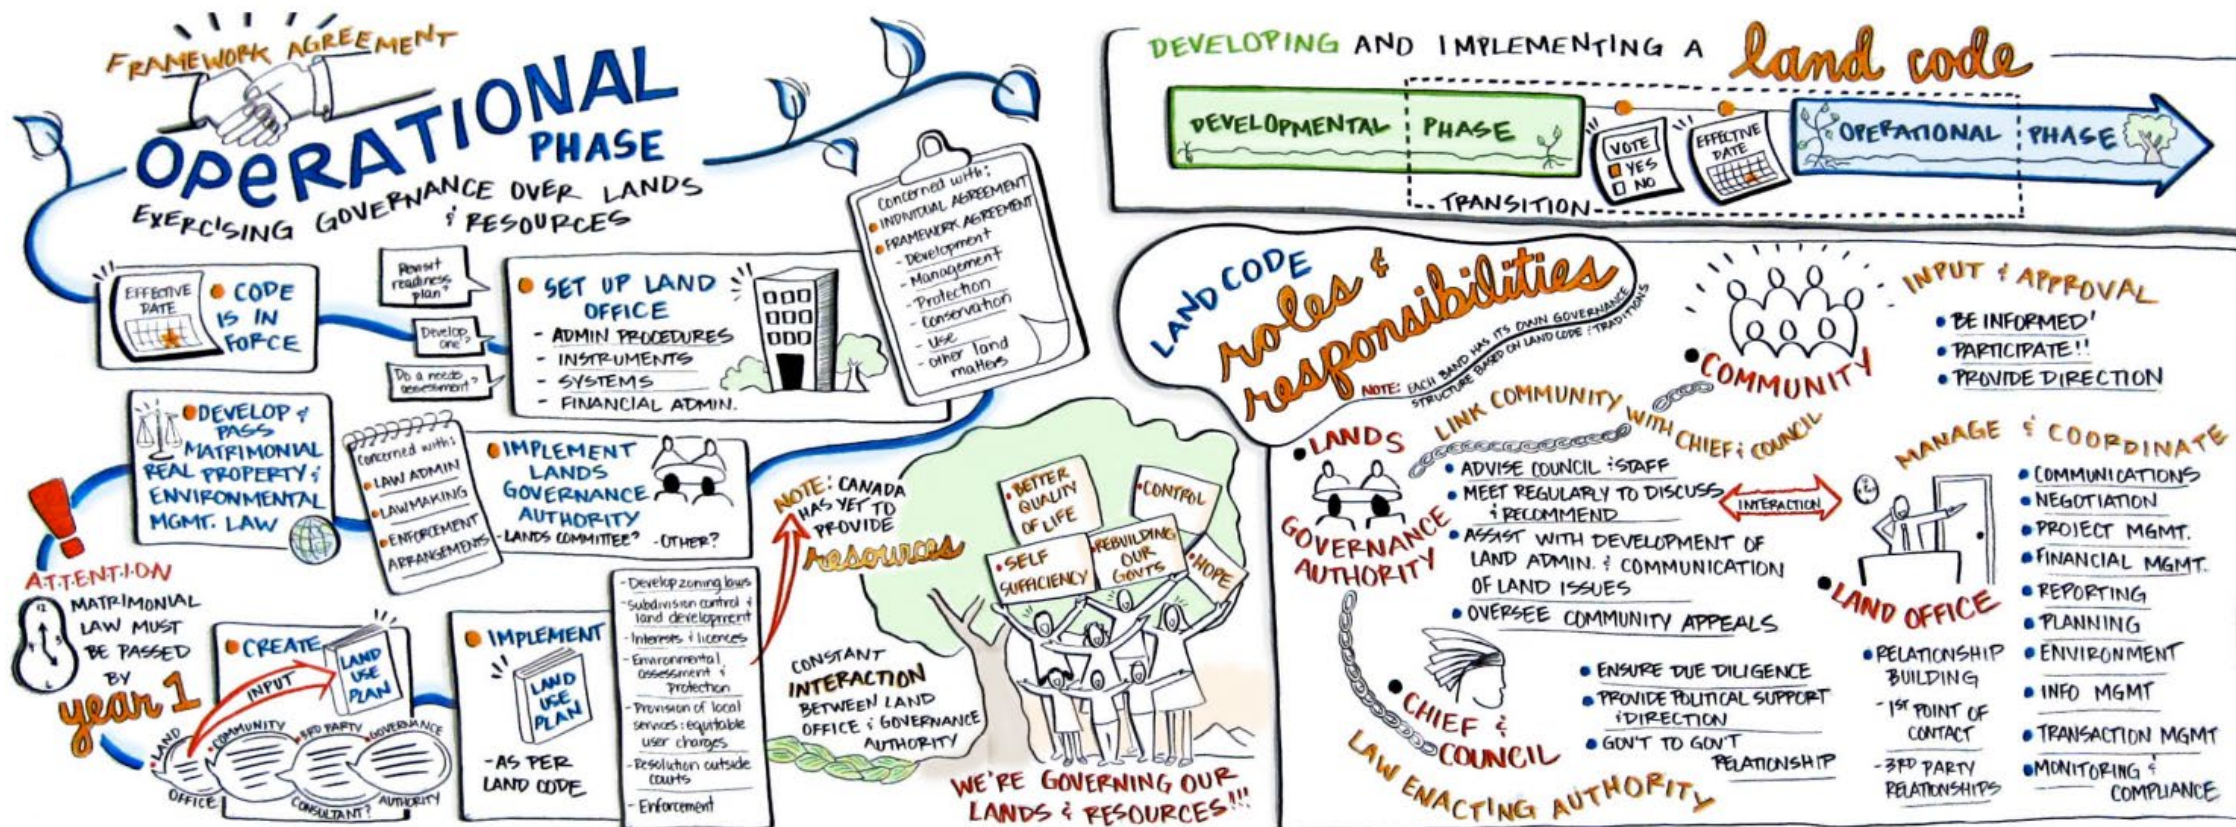 FRAMEWORK AGREEMENT
OPERATIONAL
PHASE
EXERCISING GOVERNANCE OVER LANDS
& RESOURCES
EFFECTIVE
DATE
CODE
IS IN
FORCE
Revisit
readiness
plan?
Develop
one?
Do a needs
assessment?
SET UP LAND
OFFICE
- ADMIN PROCEDURES
- INSTRUMENTS
- SYSTEMS
- FINANCIAL ADMIN.
Concerned with:
INDIVIDUAL AGREEMENT
FRAMEWORK AGREEMENT
- Development
- Management
- Protection
- Conservation
- Use
- other land
matters
DEVELOP &
PASS
MATRIMONIAL
REAL PROPERTY &
ENVIRONMENTAL
MGMT. LAW
Concerned with:
LAW ADMIN
LAWMAKING
ENFORCEMENT
ARRANGEMENTS
IMPLEMENT
LANDS
GOVERNANCE
AUTHORITY
- LANDS COMMITTEE? - OTHER?
ATTENTION
MATRIMONIAL
LAW MUST
BE PASSED
BY
year 1
CREATE
INPUT
LAND
USE
PLAN
LAND
OFFICE
COMMUNITY
3RD PARTY
CONSULTANT?
GOVERNANCE
AUTHORITY
IMPLEMENT
LAND
USE
PLAN
- AS PER
LAND CODE
- Develop zoning laws
- Subdivision control &
land development
- Interests & licences
- Environmental
assessment &
protection
- Provision of local
services & equitable
user charges
- Resolution outside
courts
- Enforcement
NOTE: CANADA
HAS YET TO
PROVIDE
resources
CONSTANT
INTERACTION
BETWEEN LAND
OFFICE & GOVERNANCE
AUTHORITY
BETTER
QUALITY
OF LIFE
CONTROL
SELF
SUFFICIENCY
REBUILDING
OUR
GOVTS
HOPE
WE'RE GOVERNING OUR
LANDS & RESOURCES!!!
DEVELOPING AND IMPLEMENTING A land code
DEVELOPMENTAL PHASE
VOTE
YES
NO
EFFECTIVE
DATE
OPERATIONAL PHASE
TRANSITION
LAND CODE
roles &
responsibilities
NOTE: EACH BAND HAS ITS OWN GOVERNANCE
STRUCTURE BASED ON LAND CODE & TRADITIONS
COMMUNITY
INPUT & APPROVAL
BE INFORMED!
PARTICIPATE!!
PROVIDE DIRECTION
LINK COMMUNITY WITH CHIEF & COUNCIL
LANDS
GOVERNANCE
AUTHORITY
ADVISE COUNCIL & STAFF
MEET REGULARLY TO DISCUSS
& RECOMMEND
ASSIST WITH DEVELOPMENT OF
LAND ADMIN. & COMMUNICATION
OF LAND ISSUES
OVERSEE COMMUNITY APPEALS
INTERACTION
CHIEF &
COUNCIL
LAW ENACTING AUTHORITY
ENSURE DUE DILIGENCE
PROVIDE POLITICAL SUPPORT
& DIRECTION
GOV'T TO GOV'T
RELATIONSHIP
MANAGE & COORDINATE
LAND OFFICE
RELATIONSHIP
BUILDING
- 1ST POINT OF
CONTACT
- 3RD PARTY
RELATIONSHIPS
COMMUNICATIONS
NEGOTIATION
PROJECT MGMT.
FINANCIAL MGMT.
REPORTING
PLANNING
ENVIRONMENT
INFO MGMT
TRANSACTION MGMT
MONITORING &
COMPLIANCE